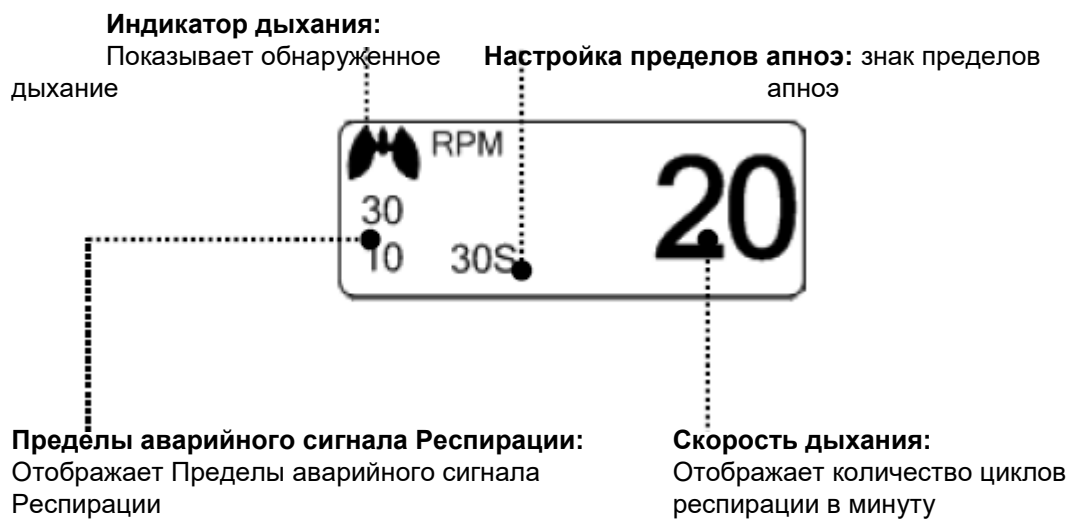 Индикатор дыхания:
Показывает обнаруженное дыхание
Настройка пределов апноэ: знак пределов
апноэ
RPM
30
10
30S
20
Пределы аварийного сигнала Респирации:
Отображает Пределы аварийного сигнала
Респирации
Скорость дыхания:
Отображает количество циклов
респирации в минуту